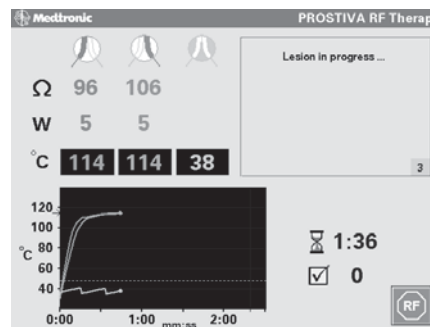 Medtronic PROSTIVA RF Therap
Lesion in progress ...
Ω 96 106
W 5 5
°C 114 114 38
3
120
100
80
60
40
°C
0:00 1:00 2:00
mm:ss
1:36
0
RF